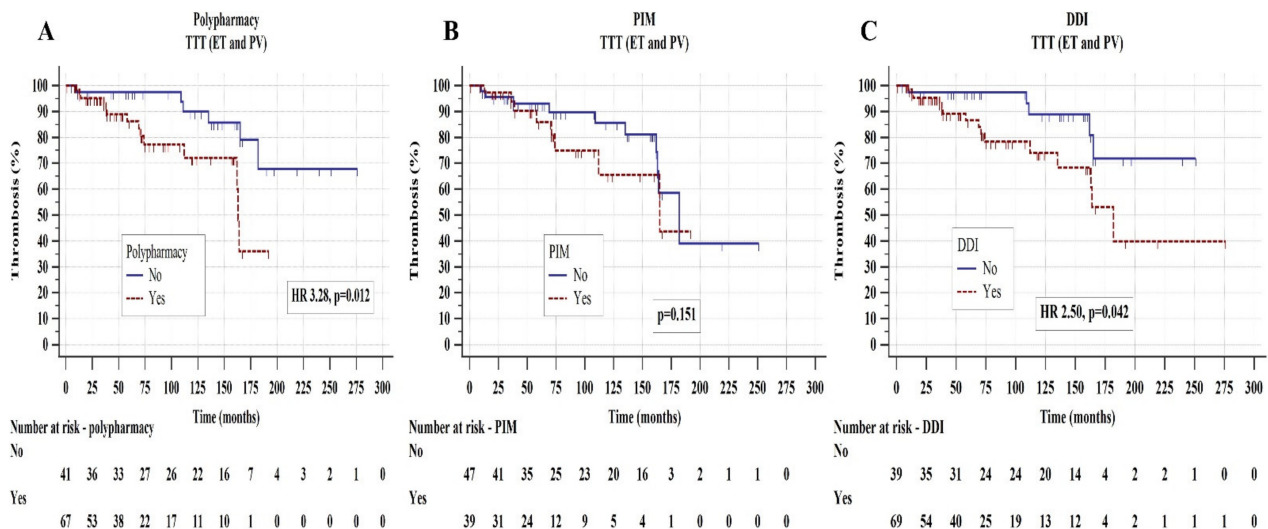 A
Polypharmacy
TTT (ET and PV)
Thrombosis (%)
100
90
80
70
60
50
40
30
20
10
0
Polypharmacy
No
Yes
HR 3.28, p=0.012
0 25 50 75 100 125 150 175 200 225 250 275 300
Time (months)
Number at risk - polypharmacy
No
41 36 33 27 26 22 16 7 4 3 2 1 0
Yes
67 53 38 22 17 11 10 1 0 0 0 0 0
B
PIM
TTT (ET and PV)
Thrombosis (%)
100
90
80
70
60
50
40
30
20
10
0
PIM
No
Yes
p=0.151
0 25 50 75 100 125 150 175 200 225 250 275 300
Time (months)
Number at risk - PIM
No
47 41 35 25 23 20 16 3 2 1 1 0
Yes
39 31 24 12 9 5 4 1 0 0 0 0
C
DDI
TTT (ET and PV)
Thrombosis (%)
100
90
80
70
60
50
40
30
20
10
0
DDI
No
Yes
HR 2.50, p=0.042
0 25 50 75 100 125 150 175 200 225 250 275 300
Time (months)
Number at risk - DDI
No
39 35 31 24 24 20 14 4 2 2 1 0 0
Yes
69 54 40 25 19 13 12 4 2 1 1 1 0